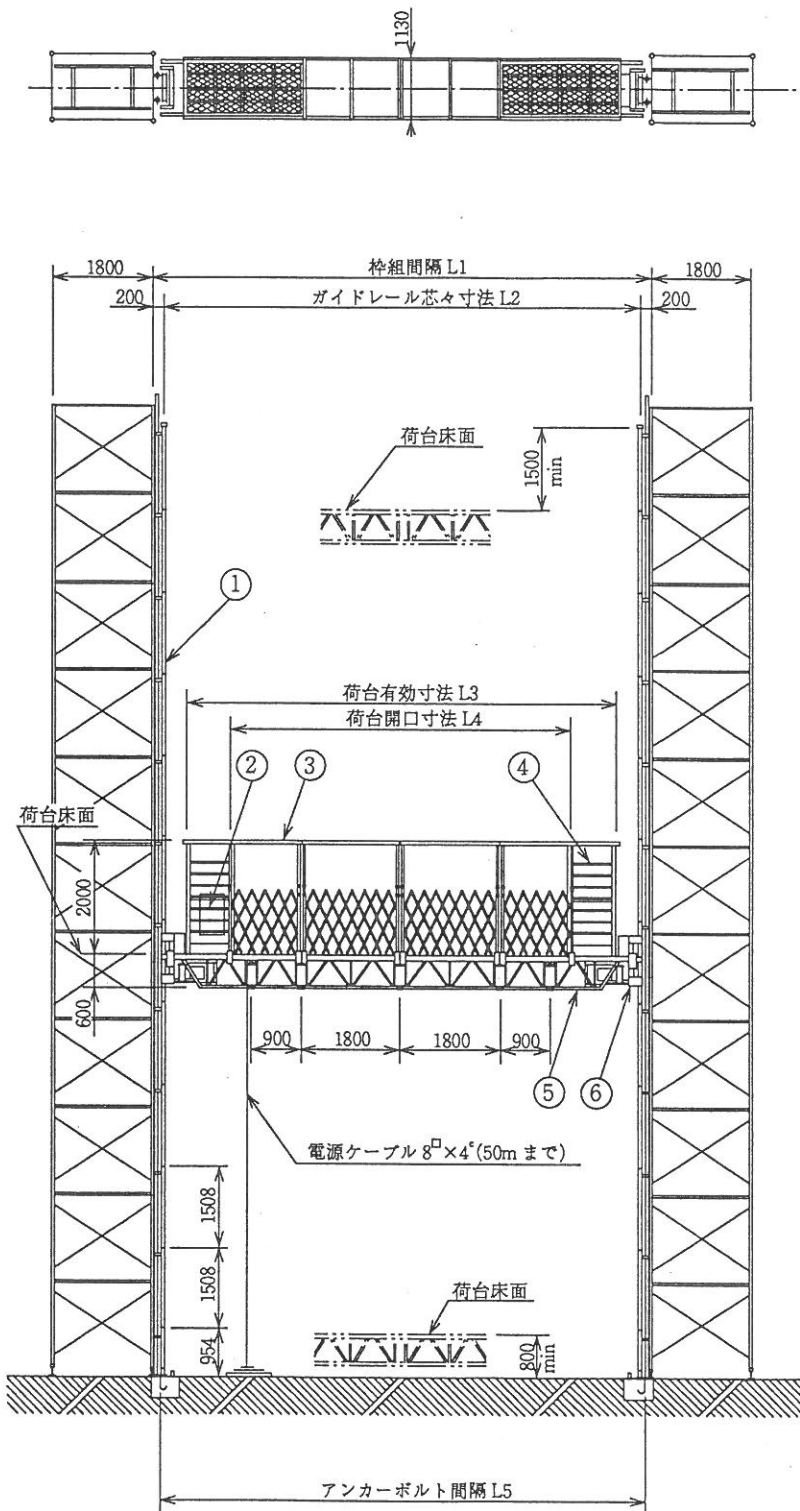 1130
1800
枠組間隔 L1
1800
200
ガイドレール芯々寸法 L2
200
荷台床面
1500
min
①
荷台有効寸法 L3
荷台開口寸法 L4
②
③
④
荷台床面
2000
600
900
1800
1800
900
⑤
⑥
電源ケーブル 8□×4c(50m まで)
1508
1508
954
荷台床面
800
min
アンカーボルト間隔 L5